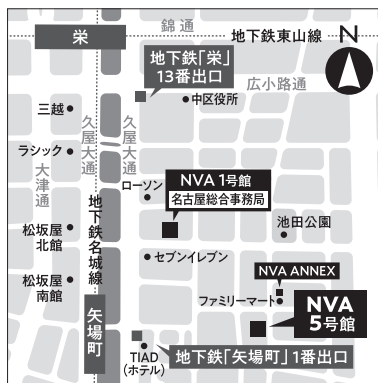 錦通
栄
地下鉄東山線
N
地下鉄「栄」
13番出口
広小路通
中区役所
三越
久屋大通
久屋大通
ラシック
大津通
ローソン
NVA 1号館
名古屋総合事務局
地下鉄名城線
松坂屋
北館
池田公園
セブンイレブン
NVA ANNEX
松坂屋
南館
ファミリーマート
NVA
5号館
矢場町
TIAD
(ホテル)
地下鉄「矢場町」1番出口